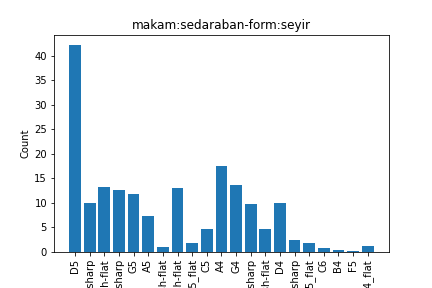 makam:sedaraban-form:seyir
Count
40
35
30
25
20
15
10
5
0
D5
sharp
h-flat
sharp
G5
A5
h-flat
h-flat
5_flat
C5
A4
G4
sharp
h-flat
D4
sharp
5_flat
C6
B4
F5
4_flat